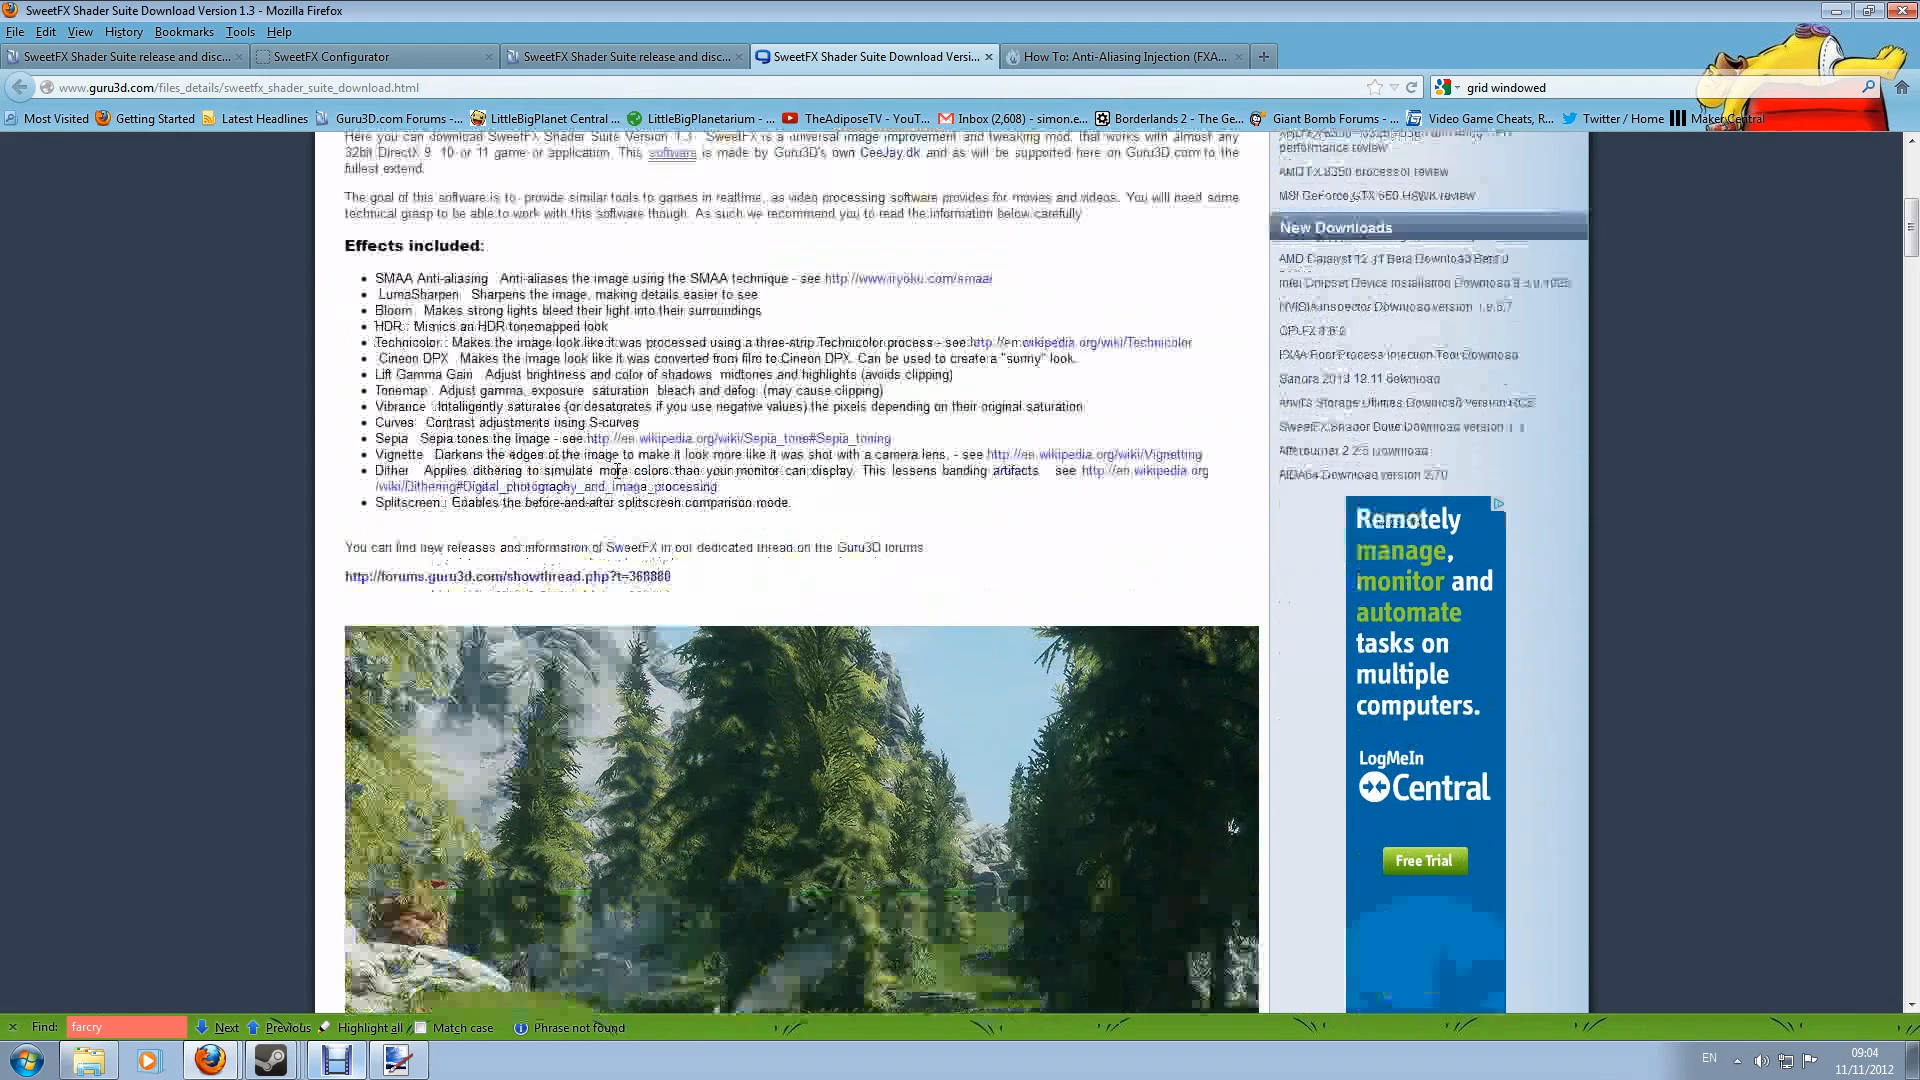 SweetFX Shader Suite Download Version 1.3 - Mozilla Firefox
File Edit View History Bookmarks Tools Help
SweetFX Shader Suite release and disc... SweetFX Configurator SweetFX Shader Suite release and disc... SweetFX Shader Suite Download Versi... How To: Anti-Aliasing Injection (FXA...
www.guru3d.com/files_details/sweetfx_shader_suite_download.html
grid windowed
Most Visited Getting Started Latest Headlines Guru3D.com Forums -... LittleBigPlanet Central ... LittleBigPlanetarium - ... TheAdiposeTV - YouT... Inbox (2,608) - simon.e... Borderlands 2 - The Ge... Giant Bomb Forums - ... Video Game Cheats, R... Twitter / Home Maker Central
Here you can download SweetFX Shader Suite Version 1.3 SweetFX is a universal image improvement and tweaking mod, that works with almost any
32bit DirectX 9 10 or 11 game or application. This software is made by Guru3D's own CeeJay.dk and as will be supported here on Guru3D.com to the
fullest extend.
The goal of this software is to provide similar tools to games in realtime, as video processing software provides for movies and videos. You will need some
technical grasp to be able to work with this software though. As such we recommend you to read the information below carefully
Effects included:
SMAA Anti-aliasing Anti-aliases the image using the SMAA technique - see http://www.iryoku.com/smaa/
LumaSharpen Sharpens the image, making details easier to see
Bloom Makes strong lights bleed their light into their surroundings
HDR : Mimics an HDR tonemapped look
Technicolor : Makes the image look like it was processed using a three-strip Technicolor process - see http://en.wikipedia.org/wiki/Technicolor
Cineon DPX Makes the image look like it was converted from film to Cineon DPX. Can be used to create a "sunny" look.
Lift Gamma Gain Adjust brightness and color of shadows midtones and highlights (avoids clipping)
Tonemap Adjust gamma, exposure saturation bleach and defog. (may cause clipping)
Vibrance : Intelligently saturates (or desaturates if you use negative values) the pixels depending on their original saturation
Curves Contrast adjustments using S-curves
Sepia Sepia tones the image - see http://en.wikipedia.org/wiki/Sepia_tone#Sepia_toning
Vignette Darkens the edges of the image to make it look more like it was shot with a camera lens. - see http://en.wikipedia.org/wiki/Vignetting
Dither Applies dithering to simulate more colors than your monitor can display. This lessens banding artifacts see http://en.wikipedia.org
/wiki/Dithering#Digital_photography_and_image_processing
Splitscreen : Enables the before-and-after splitscreen comparison mode.
You can find new releases and information of SweetFX in our dedicated thread on the Guru3D forums
http://forums.guru3d.com/showthread.php?t=368880
performance review
AMD FX 8350 processor review
MSI GeForce GTX 650 HAWK review
New Downloads
AMD Catalyst 12.11 Beta Download
Intel Chipset Device Installation Download
NVIDIA Inspector Download version 1.9.6.7
FXAA Post Process Injection Tool Download
Sandra 2013 download
Anvil's Storage Utilities Download version
SweetFX Shader Suite Download version 1.1
Afterburner Download
AIDA64 Download version 2.70
Remotely
manage,
monitor and
automate
tasks on
multiple
computers.
LogMeIn
Central
Free Trial
Find: farcry Next Previous Highlight all Match case Phrase not found
EN
09:04
11/11/2012